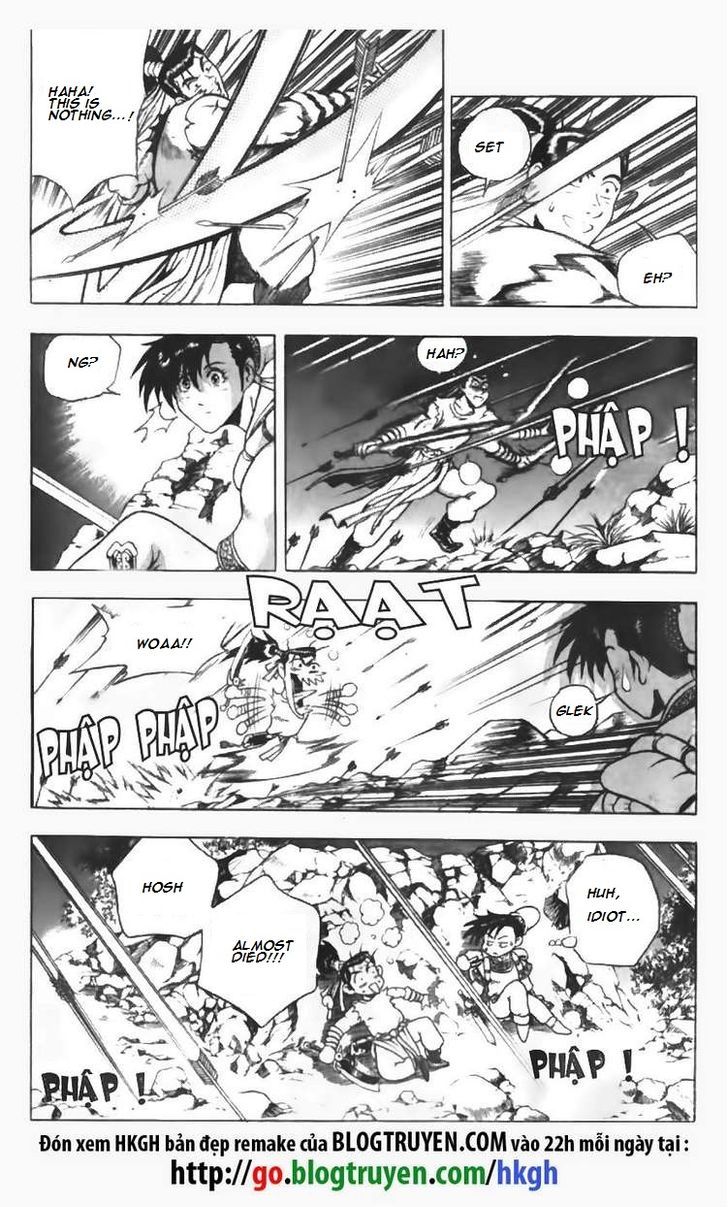 HAHA!
THIS IS
NOTHING...!
SET
EH?
NG?
HAH?
PHẬP !
RẠẠT
WOAA!!
PHẬP PHẬP
GLEK
HOSH
ALMOST
DIED!!!
HUH,
IDIOT...
PHẬP !
PHẬP !
Đón xem HKGH bản đẹp remake của BLOGTRUYEN.COM vào 22h mỗi ngày tại :
http://go.blogtruyen.com/hkgh